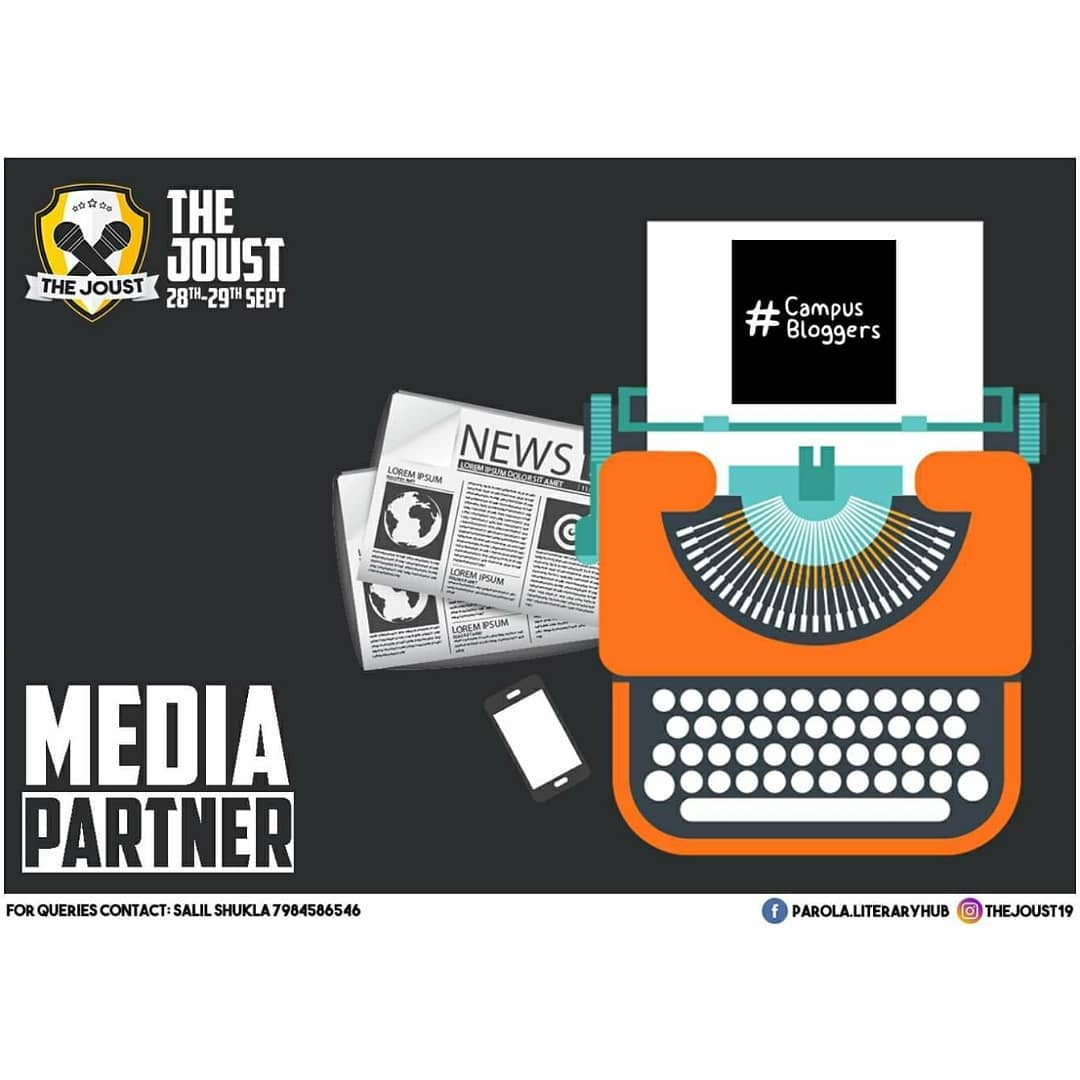 THE JOUST
THE
JOUST
28TH-29TH SEPT
# Campus
Bloggers
NEWS
LOREM IPSUM DOLOR SIT AMET
LOREM IPSUM
LOREM IPSUM
LOREM IPSUM
MEDIA
PARTNER
FOR QUERIES CONTACT: SALIL SHUKLA 7984586546
PAROLA.LITERARYHUB THEJOUST19